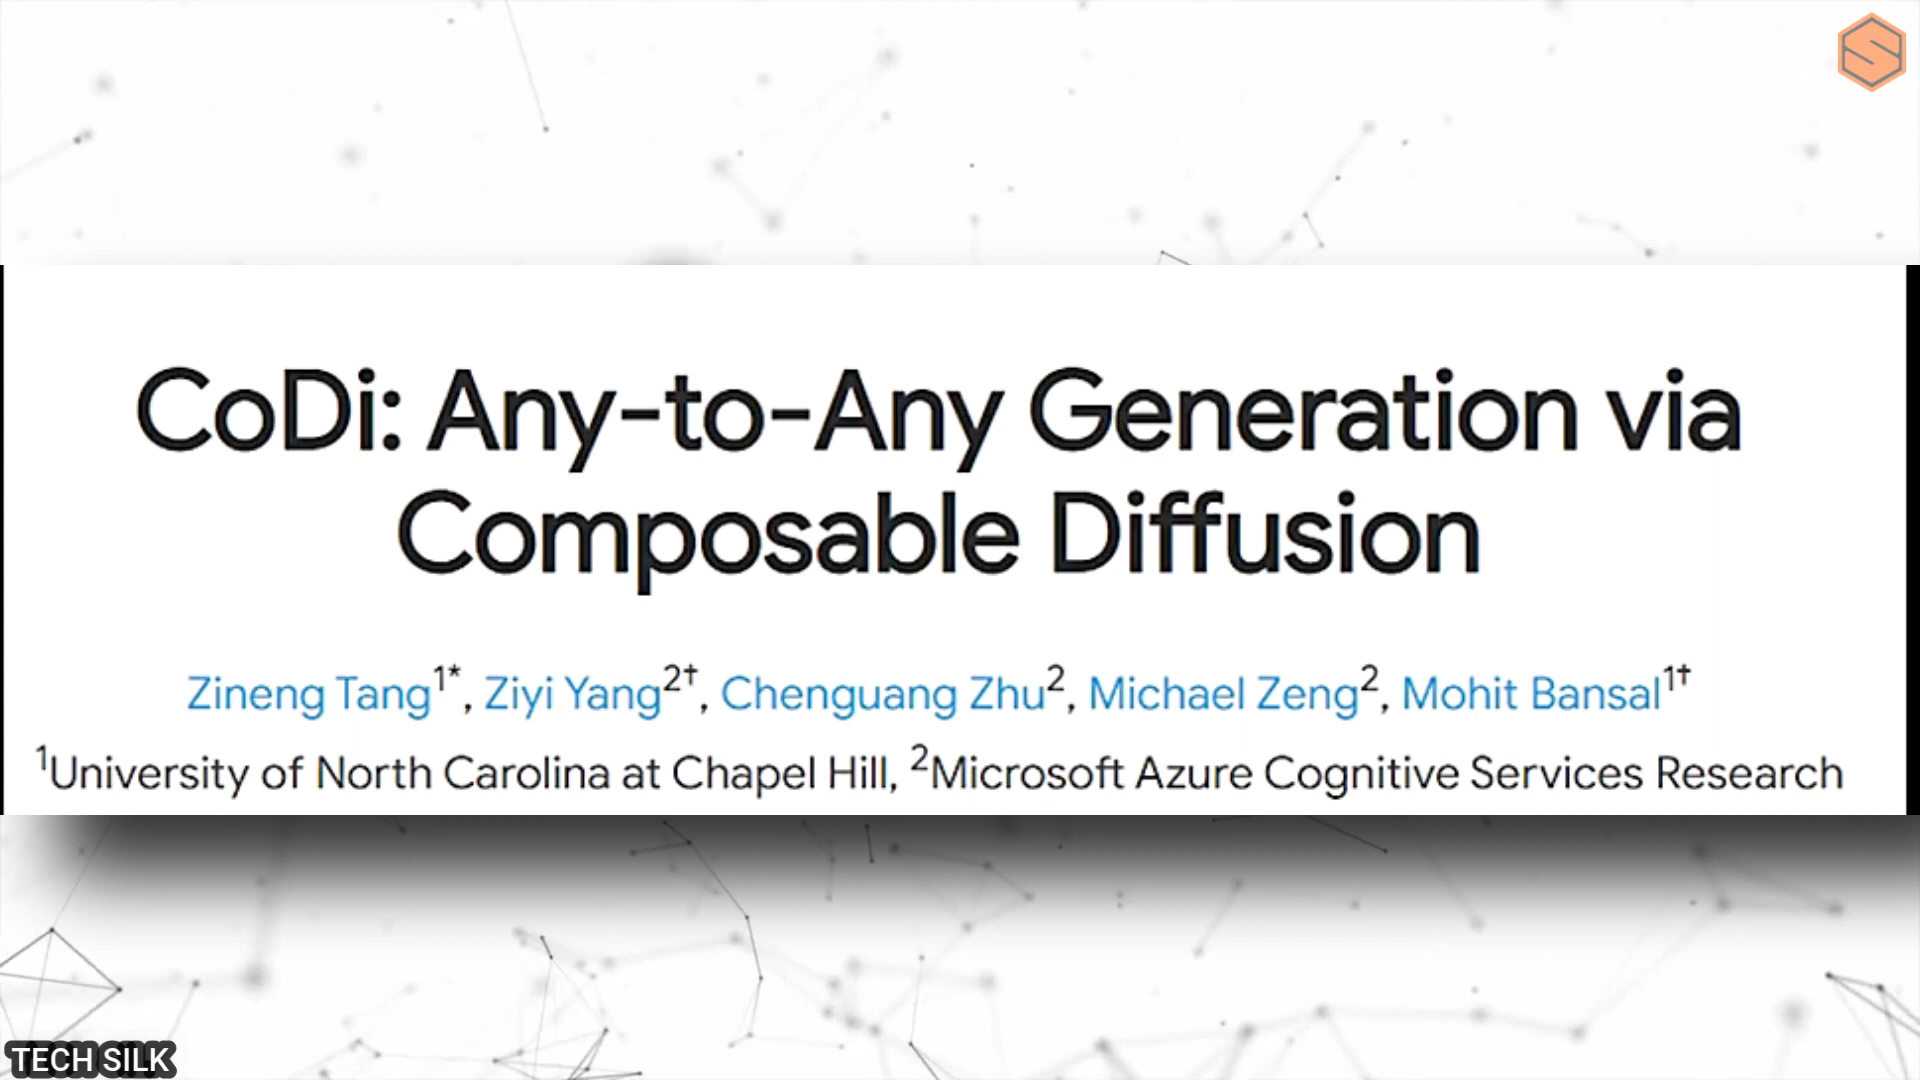 CoDi: Any-to-Any Generation via
Composable Diffusion
Zineng Tang¹*, Ziyi Yang²†, Chenguang Zhu², Michael Zeng², Mohit Bansal¹†
¹University of North Carolina at Chapel Hill, ²Microsoft Azure Cognitive Services Research
TECH SILK